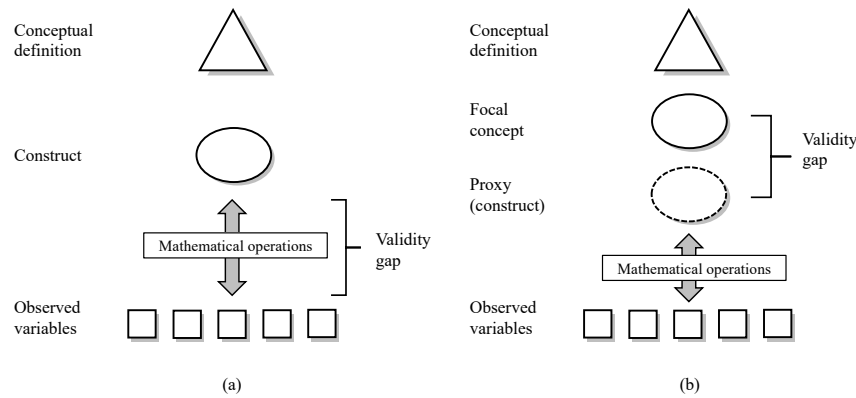 Conceptual
definition
Construct
Mathematical operations
Validity
gap
Observed
variables
(a)
Conceptual
definition
Focal
concept
Validity
gap
Proxy
(construct)
Mathematical operations
Observed
variables
(b)